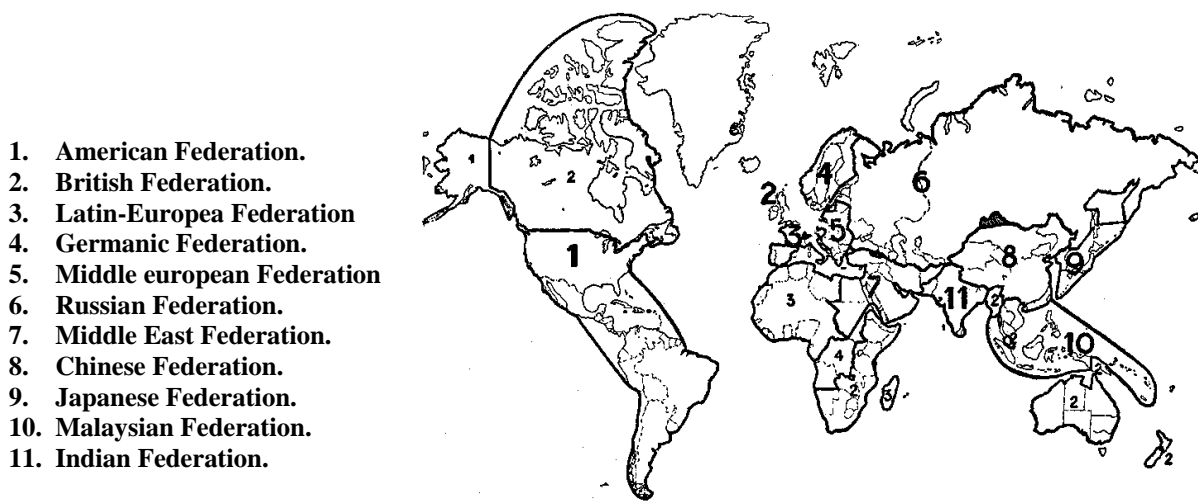 1. American Federation.
2. British Federation.
3. Latin-Europea Federation
4. Germanic Federation.
5. Middle european Federation
6. Russian Federation.
7. Middle East Federation.
8. Chinese Federation.
9. Japanese Federation.
10. Malaysian Federation.
11. Indian Federation.
1
2
1
2
3
4
5
6
7
8
9
11
2
10
3
4
2
2
2
2